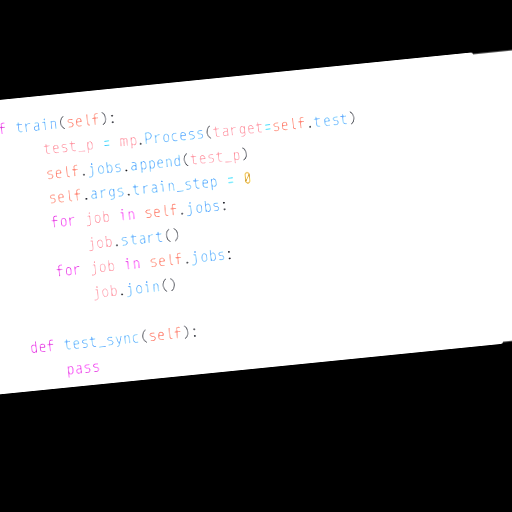 f train(self):
test_p = mp.Process(target=self.test)
self.jobs.append(test_p)
self.args.train_step = 0
for job in self.jobs:
job.start()
for job in self.jobs:
job.join()
def test_sync(self):
pass